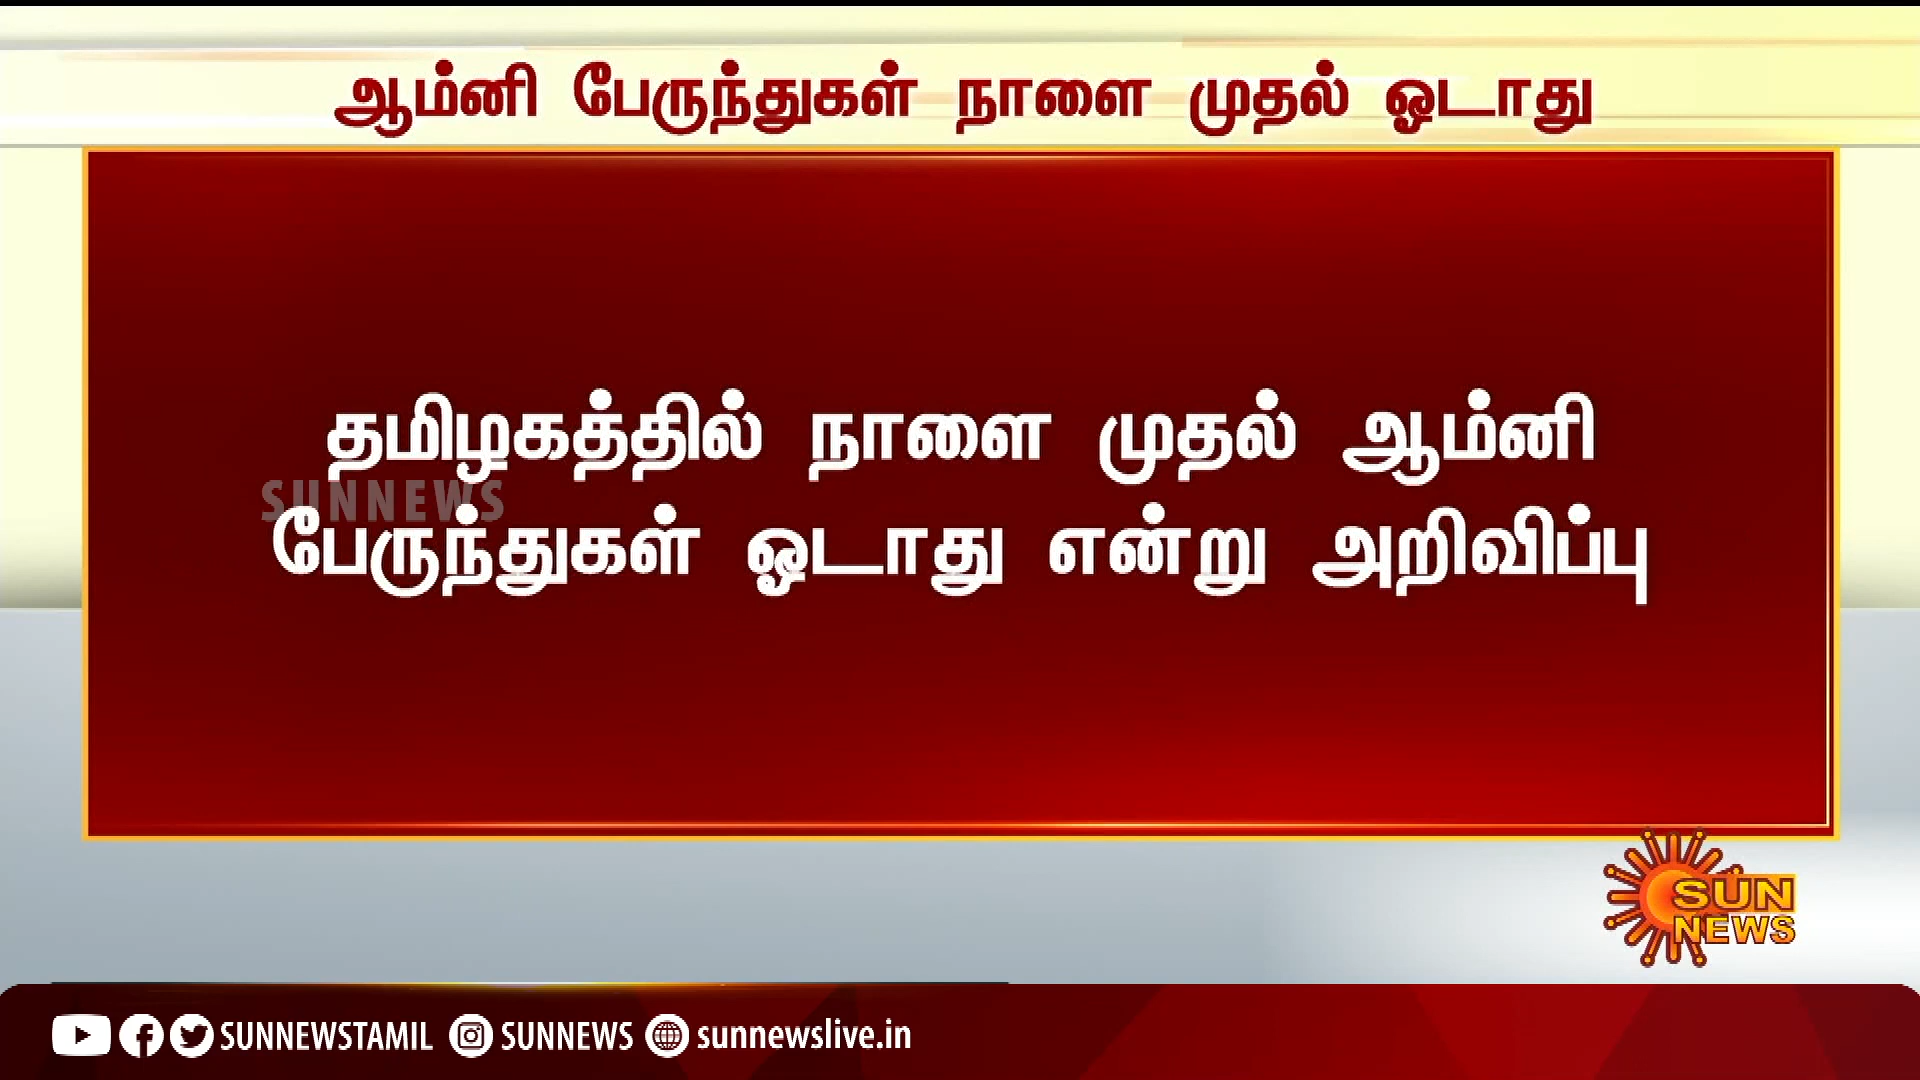 ஆம்னி பேருந்துகள் நாளை முதல் ஓடாது
தமிழகத்தில் நாளை முதல் ஆம்னி
SUNNEWS
பேருந்துகள் ஓடாது என்று அறிவிப்பு
SUN
NEWS
SUNNEWSTAMIL SUNNEWS sunnewslive.in